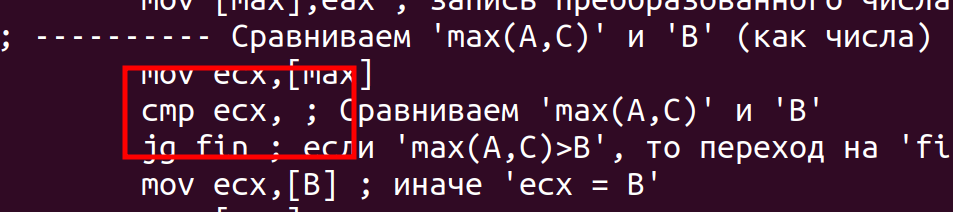 mov [max],eax ; запись преобразованного числа
; ---------- Сравниваем 'max(A,C)' и 'B' (как числа)
mov ecx,[max]
cmp ecx, ; Сравниваем 'max(A,C)' и 'B'
jg fin ; если 'max(A,C)>B', то переход на 'fi
mov ecx,[B] ; иначе 'ecx = B'